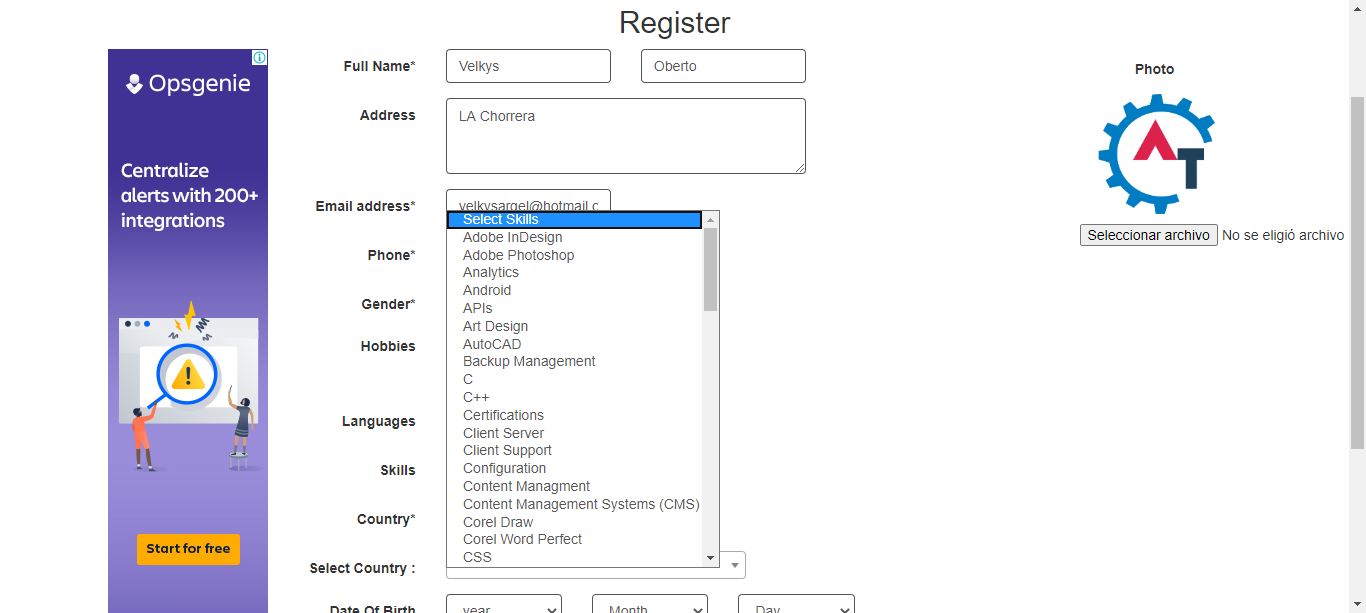 Register
Opsgenie
Centralize
alerts with 200+
integrations
Start for free
Full Name*
Velkys
Oberto
Address
LA Chorrera
Email address*
velkysargel@hotmail.c
Phone*
Gender*
Hobbies
Languages
Skills
Country*
Select Country :
Date Of Birth
year
Month
Day
Select Skills
Adobe InDesign
Adobe Photoshop
Analytics
Android
APIs
Art Design
AutoCAD
Backup Management
C
C++
Certifications
Client Server
Client Support
Configuration
Content Managment
Content Management Systems (CMS)
Corel Draw
Corel Word Perfect
CSS
Photo
AT
Seleccionar archivo No se eligió archivo